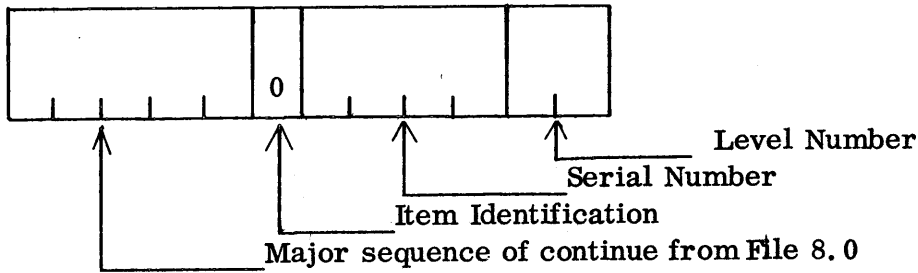 0
Level Number
Serial Number
Item Identification
Major sequence of continue from File 8.0